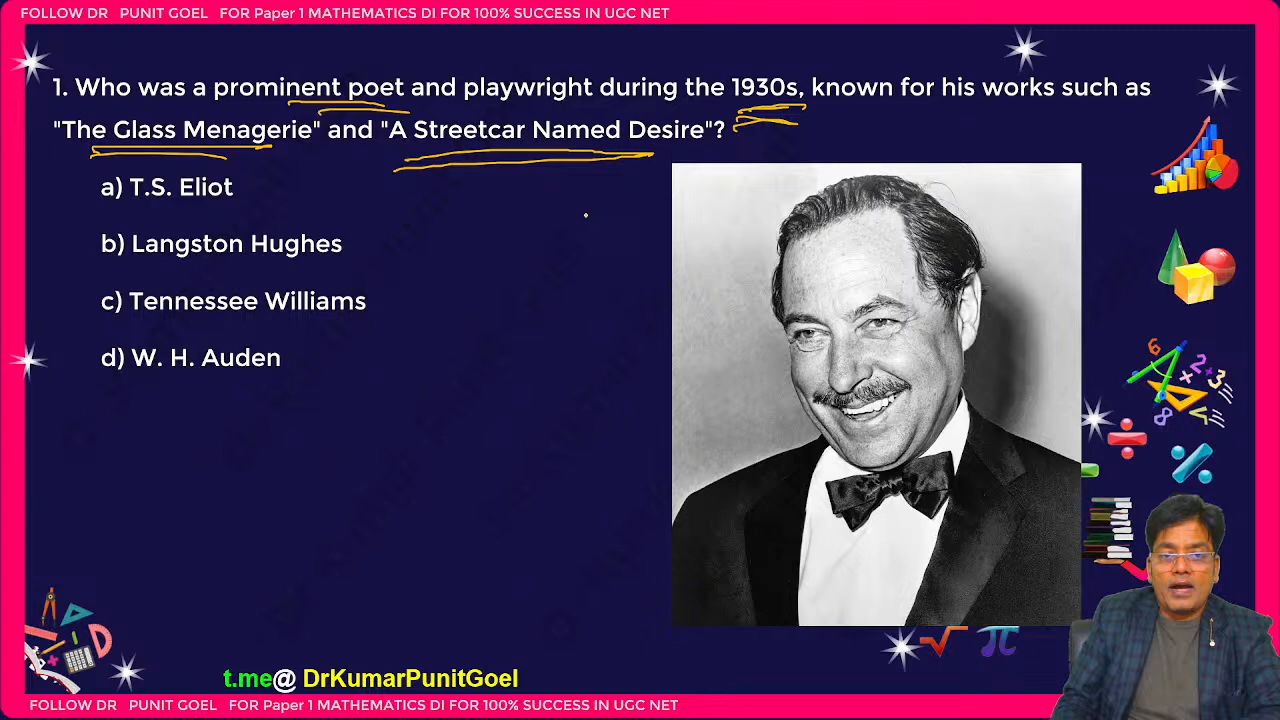 FOLLOW DR PUNIT GOEL FOR Paper 1 MATHEMATICS DI FOR 100% SUCCESS IN UGC NET
1. Who was a prominent poet and playwright during the 1930s, known for his works such as
"The Glass Menagerie" and "A Streetcar Named Desire"?
a) T.S. Eliot
b) Langston Hughes
c) Tennessee Williams
d) W. H. Auden
t.me@ DrKumarPunitGoel
FOLLOW DR PUNIT GOEL FOR Paper 1 MATHEMATICS DI FOR 100% SUCCESS IN UGC NET